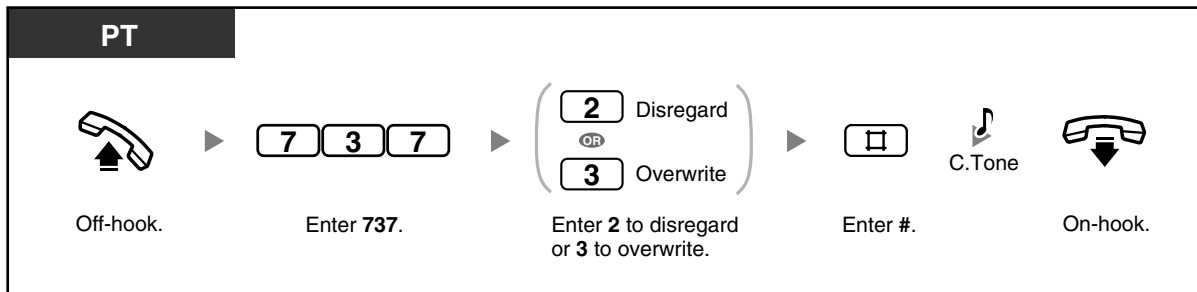 PT
7 3 7
2 Disregard
OR
3 Overwrite
#
C.Tone
Off-hook.
Enter 737.
Enter 2 to disregard
or 3 to overwrite.
Enter #.
On-hook.